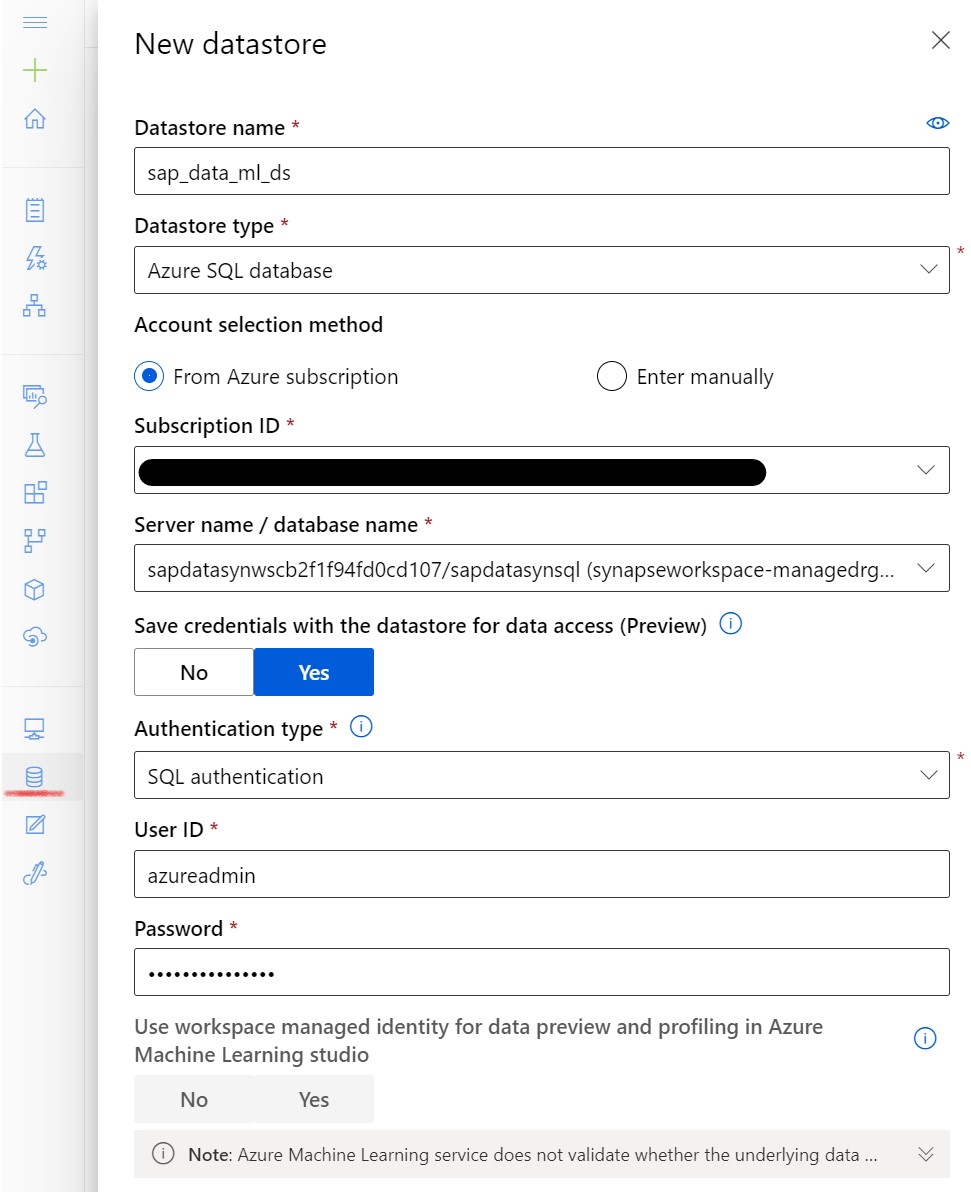 New datastore
Datastore name *
sap_data_ml_ds
Datastore type *
Azure SQL database
*
Account selection method
From Azure subscription
Enter manually
Subscription ID *
Server name / database name *
sapdatasynwscb2f1f94fd0cd107/sapdatasynsql (synapseworkspace-managedrg...
Save credentials with the datastore for data access (Preview)
No
Yes
Authentication type *
SQL authentication
*
User ID *
azureadmin
Password *
•••••••••••••••
Use workspace managed identity for data preview and profiling in Azure
Machine Learning studio
No
Yes
Note: Azure Machine Learning service does not validate whether the underlying data ...